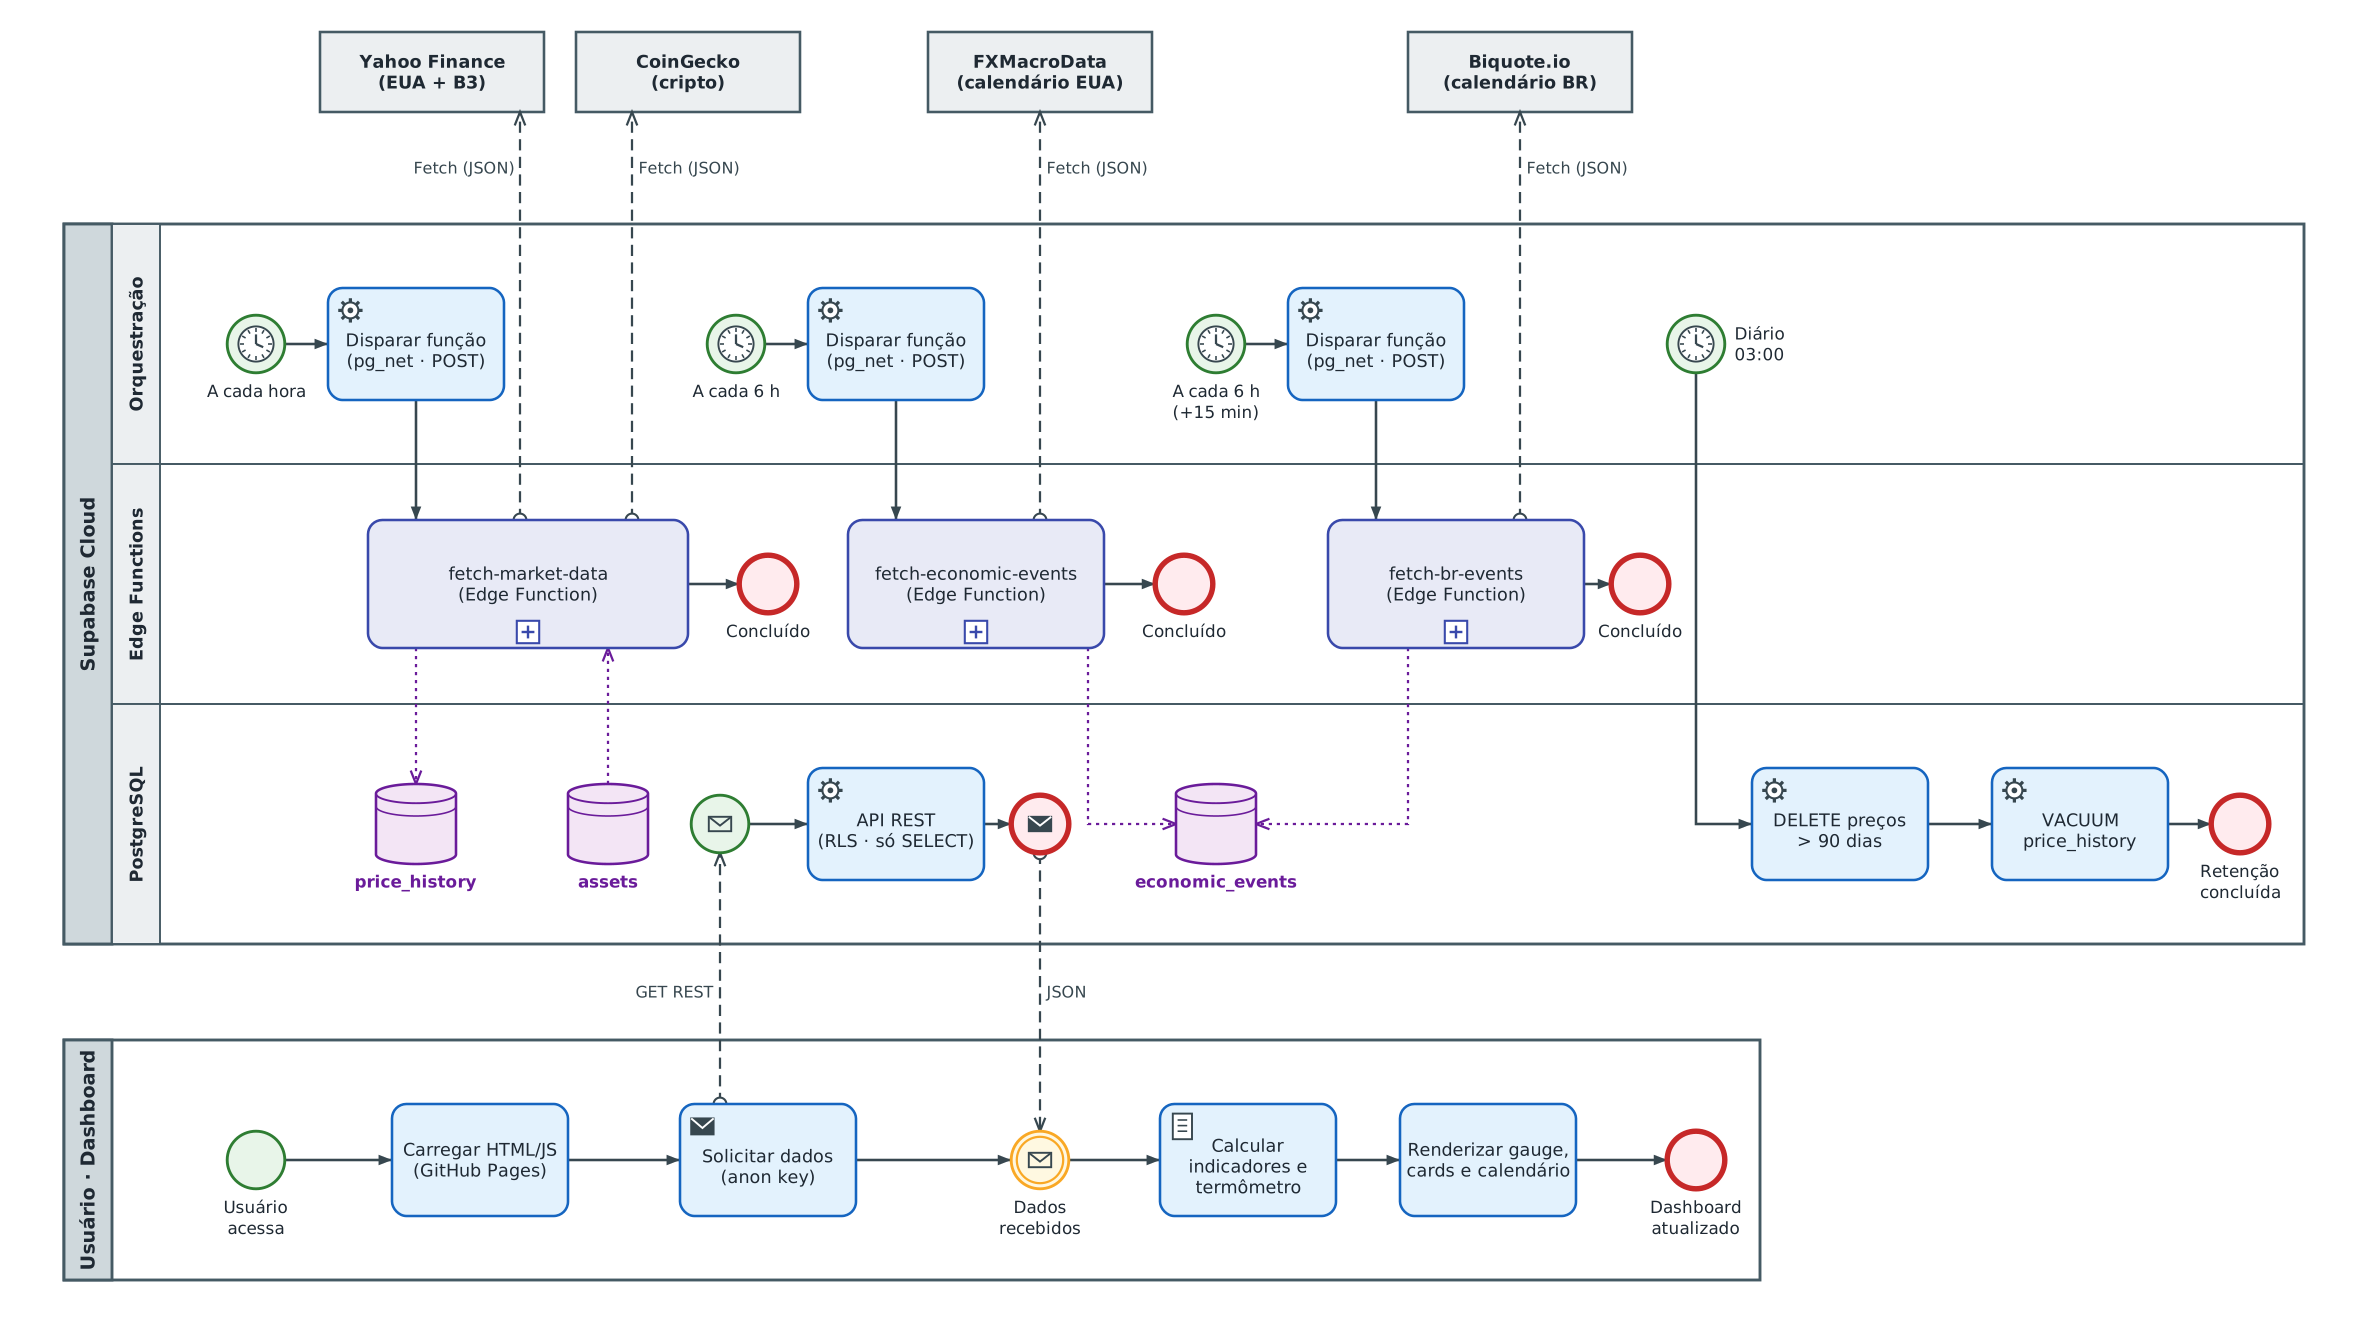 Yahoo Finance
(EUA + B3)
CoinGecko
(cripto)
FXMacroData
(calendário EUA)
Biquote.io
(calendário BR)
Fetch (JSON)
Fetch (JSON)
Fetch (JSON)
Fetch (JSON)
Supabase Cloud
Orquestração
A cada hora
Disparar função
(pg_net · POST)
A cada 6 h
Disparar função
(pg_net · POST)
A cada 6 h
(+15 min)
Disparar função
(pg_net · POST)
Diário
03:00
Edge Functions
fetch-market-data
(Edge Function)
Concluído
fetch-economic-events
(Edge Function)
Concluído
fetch-br-events
(Edge Function)
Concluído
PostgreSQL
price_history
assets
API REST
(RLS · só SELECT)
economic_events
DELETE preços
> 90 dias
VACUUM
price_history
Retenção
concluída
GET REST
JSON
Usuário · Dashboard
Usuário
acessa
Carregar HTML/JS
(GitHub Pages)
Solicitar dados
(anon key)
Dados
recebidos
Calcular
indicadores e
termômetro
Renderizar gauge,
cards e calendário
Dashboard
atualizado